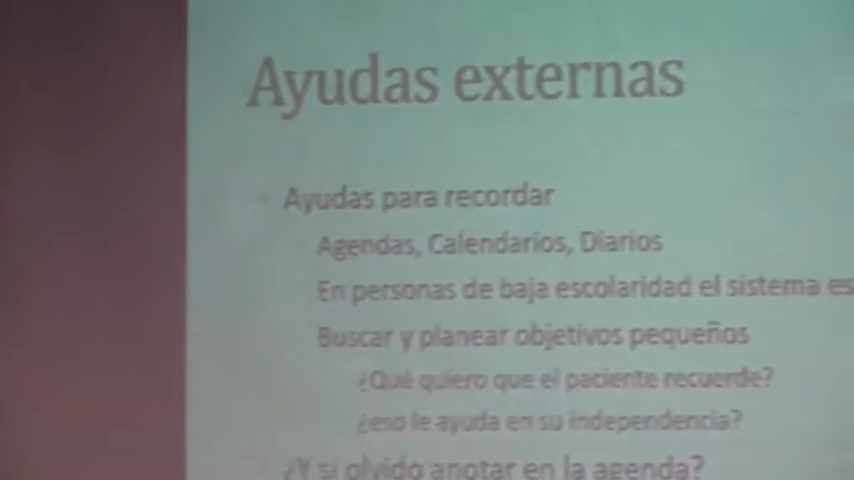 Ayudas externas
Ayudas para recordar
Agendas, Calendarios, Diarios
En personas de baja escolaridad el sistema es
Buscar y planear objetivos pequeños
¿Qué quiero que el paciente recuerde?
¿eso le ayuda en su independencia?
¿Y si olvido anotar en la agenda?